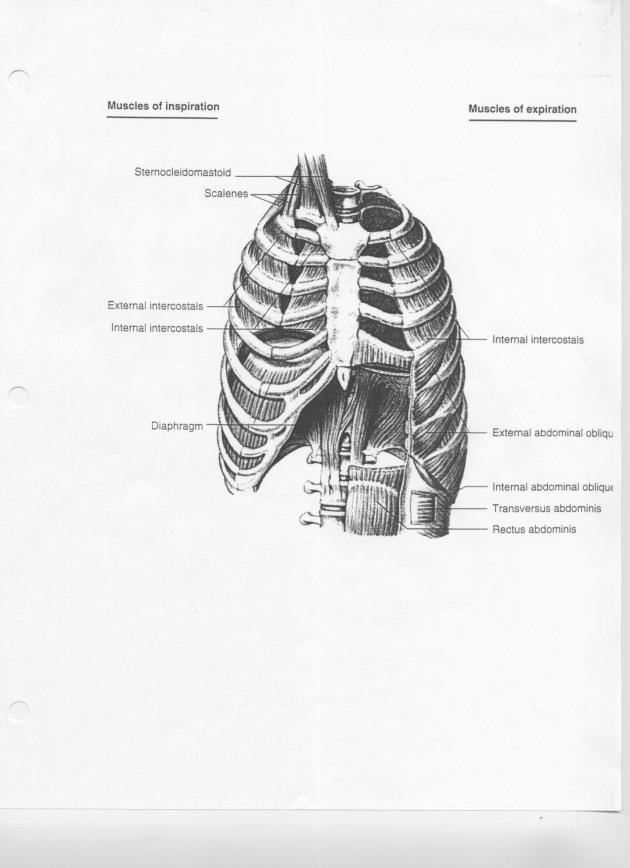 Muscles of inspiration
Muscles of expiration
Sternocleidomastoid
Scalenes
External intercostals
Internal intercostals
Diaphragm
Internal intercostals
External abdominal obliqu
Internal abdominal oblique
Transversus abdominis
Rectus abdominis